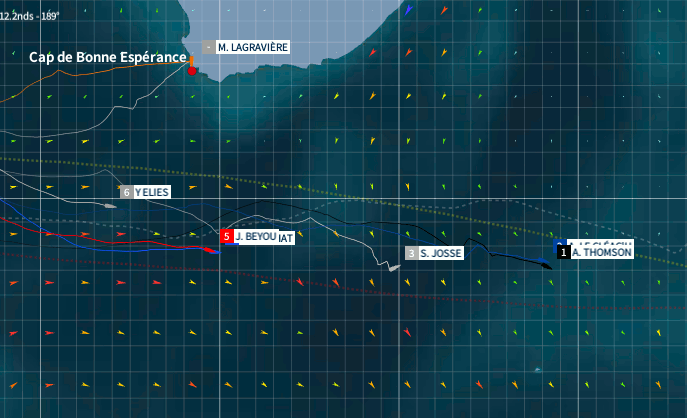 12.2nds - 189°
- M. LAGRAVIÈRE
Cap de Bonne Espérance
6 Y ELIES
5 J. BEYOU
IAT
3 S. JOSSE
1 A. THOMSON